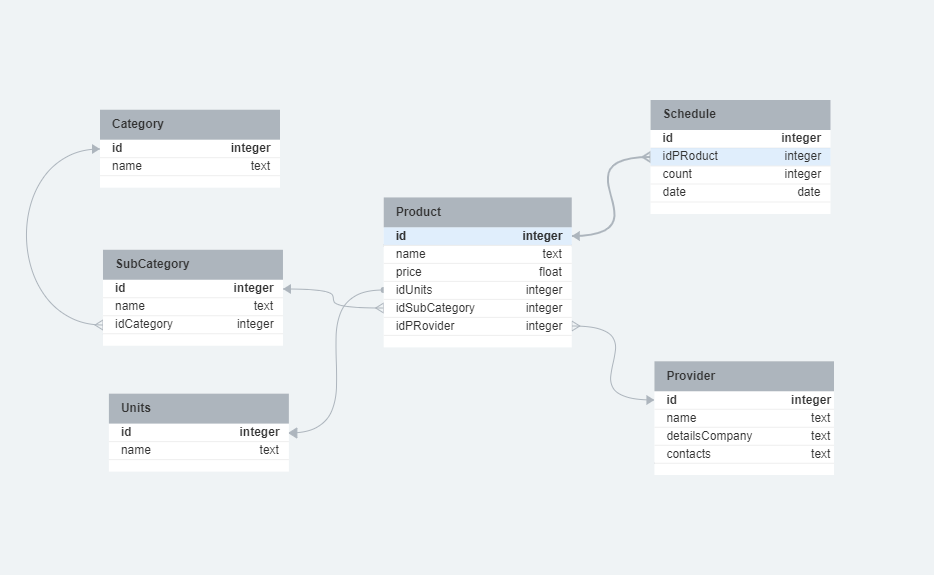 Category
id integer
name text
SubCategory
id integer
name text
idCategory integer
Units
id integer
name text
Product
id integer
name text
price float
idUnits integer
idSubCategory integer
idPRovider integer
Schedule
id integer
idPRoduct integer
count integer
date date
Provider
id integer
name text
detailsCompany text
contacts text